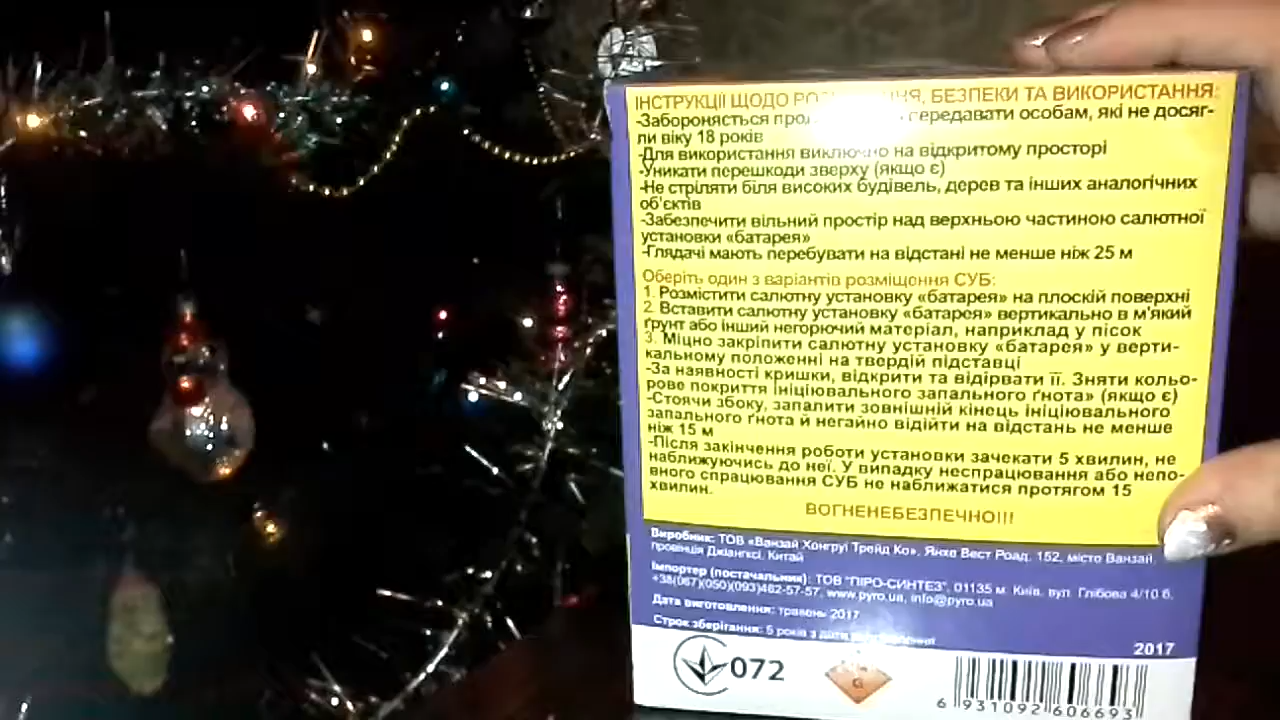 ІНСТРУКЦІЇ ЩОДО БЕЗПЕКИ ТА ВИКОРИСТАННЯ:
-Забороняється передавати особам, які не досяг-
ли віку 18 років
-Для використання виключно на відкритому просторі
-Уникати перешкоди зверху (якщо є)
-Не стріляти біля високих будівель, дерев та інших аналогічних
об'єктів
-Забезпечити вільний простір над верхньою частиною салютної
установки «батарея»
-Глядачі мають перебувати на відстані не менше ніж 25 м
Оберіть один з варіантів розміщення СУБ:
1. Розмістити салютну установку «батарея» на плоскій поверхні
2. Вставити салютну установку «батарея» вертикально в м'який
ґрунт або інший негорючий матеріал, наприклад у пісок
3. Міцно закріпити салютну установку «батарея» у верти-
кальному положенні на твердій підставці
-За наявності кришки, відкрити та відірвати її. Зняти кольо-
рове покриття ініціювального запального ґнота» (якщо є)
-Стоячи збоку, запалити зовнішній кінець ініціювального
запального ґнота й негайно відійти на відстань не менше
ніж 15 м
-Після закінчення роботи установки зачекати 5 хвилин, не
наближуючись до неї. У випадку неспрацювання або непо-
вного спрацювання СУБ не наближатися протягом 15
хвилин.
ВОГНЕНЕБЕЗПЕЧНО!!!
Виробник: ТОВ «Ванзай Хонгруї Трейд Ко», Янхо Вест Роад, 152, місто Ванзай,
провінція Джіангксі, Китай
Імпортер (постачальник): ТОВ "ПІРО-СИНТЕЗ", 01135 м. Київ, вул. Глібова 4/10 б,
+38(067)(050)(093)462-57-57, www.pyro.ua, info@pyro.ua
Дата виготовлення: травень 2017
Строк зберігання: 5 років з дати
2017
072
G
6 931092 606693